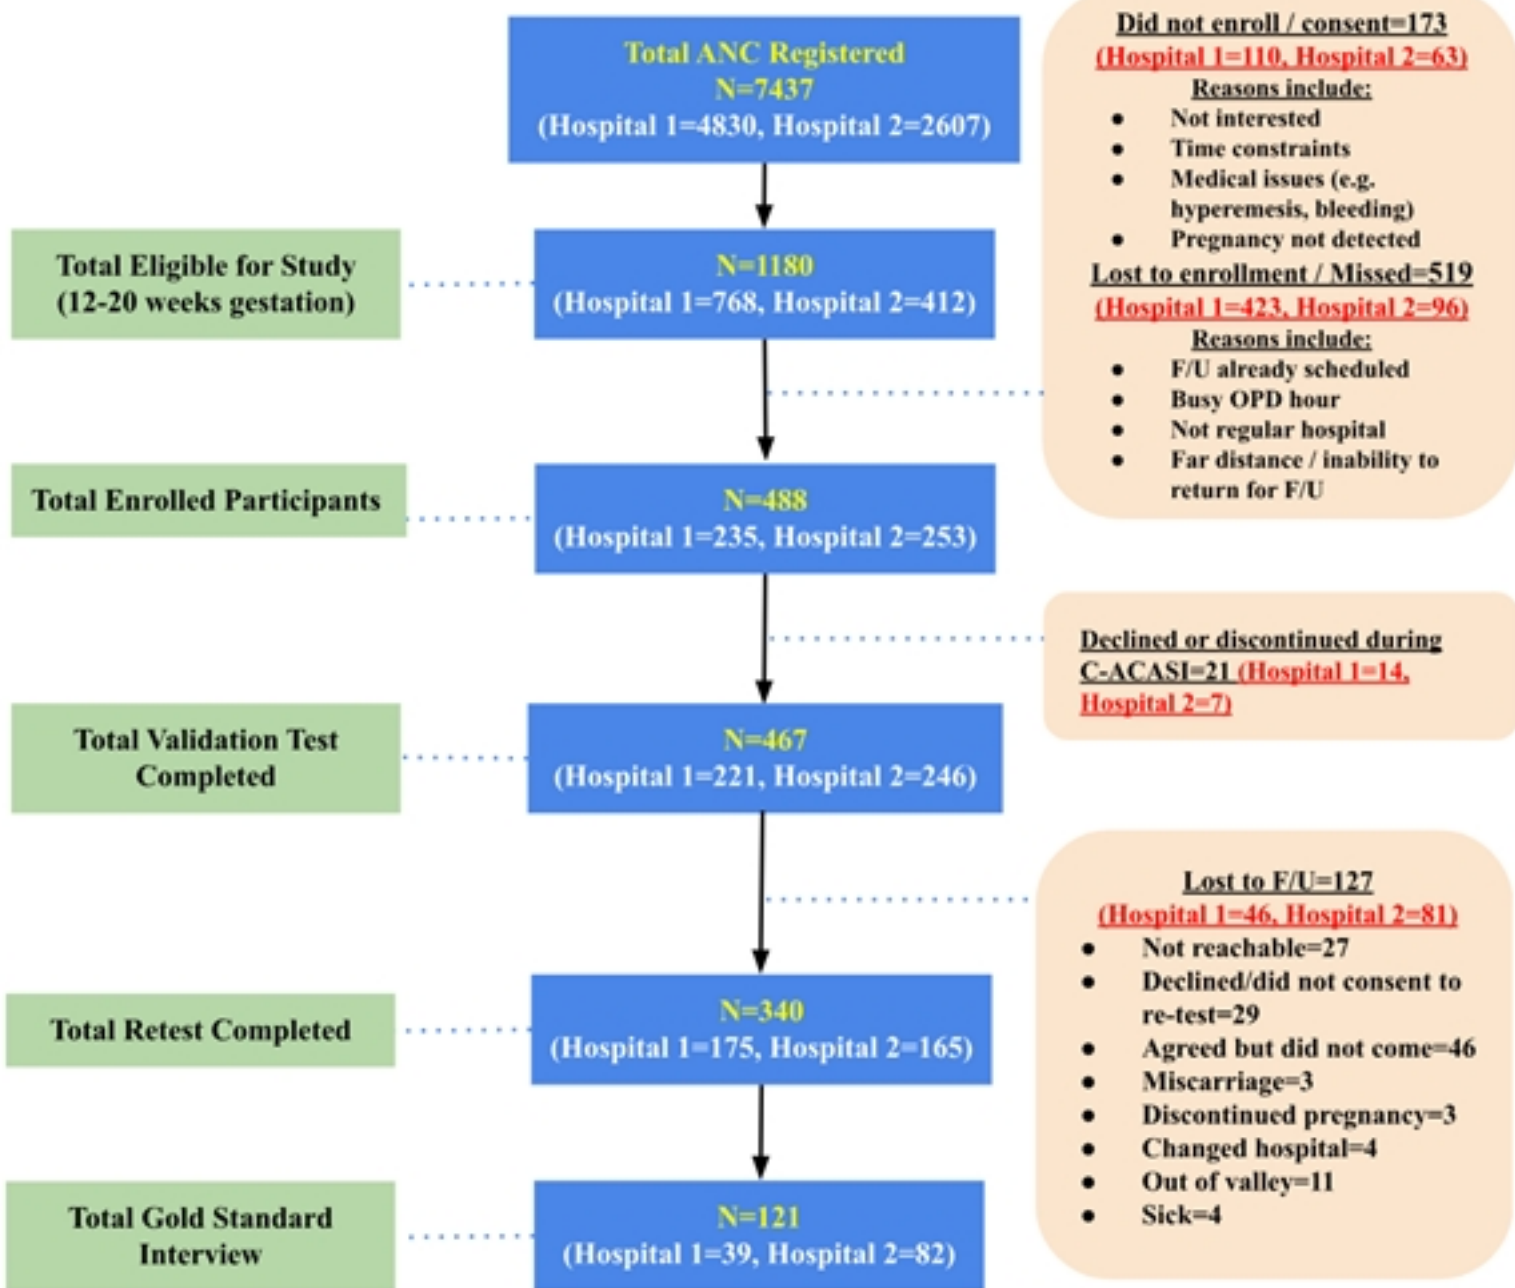 Total ANC Registered
N=7437
(Hospital 1=4830, Hospital 2=2607)
Did not enroll / consent=173
(Hospital 1=110, Hospital 2=63)
Reasons include:
● Not interested
● Time constraints
● Medical issues (e.g.
hyperemesis, bleeding)
● Pregnancy not detected
Lost to enrollment / Missed=519
(Hospital 1=423, Hospital 2=96)
Reasons include:
● F/U already scheduled
● Busy OPD hour
● Not regular hospital
● Far distance / inability to
return for F/U
Total Eligible for Study
(12-20 weeks gestation)
N=1180
(Hospital 1=768, Hospital 2=412)
Total Enrolled Participants
N=488
(Hospital 1=235, Hospital 2=253)
Declined or discontinued during
C-ACASI=21 (Hospital 1=14,
Hospital 2=7)
Total Validation Test
Completed
N=467
(Hospital 1=221, Hospital 2=246)
Lost to F/U=127
(Hospital 1=46, Hospital 2=81)
● Not reachable=27
● Declined/did not consent to
re-test=29
● Agreed but did not come=46
● Miscarriage=3
● Discontinued pregnancy=3
● Changed hospital=4
● Out of valley=11
● Sick=4
Total Retest Completed
N=340
(Hospital 1=175, Hospital 2=165)
Total Gold Standard
Interview
N=121
(Hospital 1=39, Hospital 2=82)